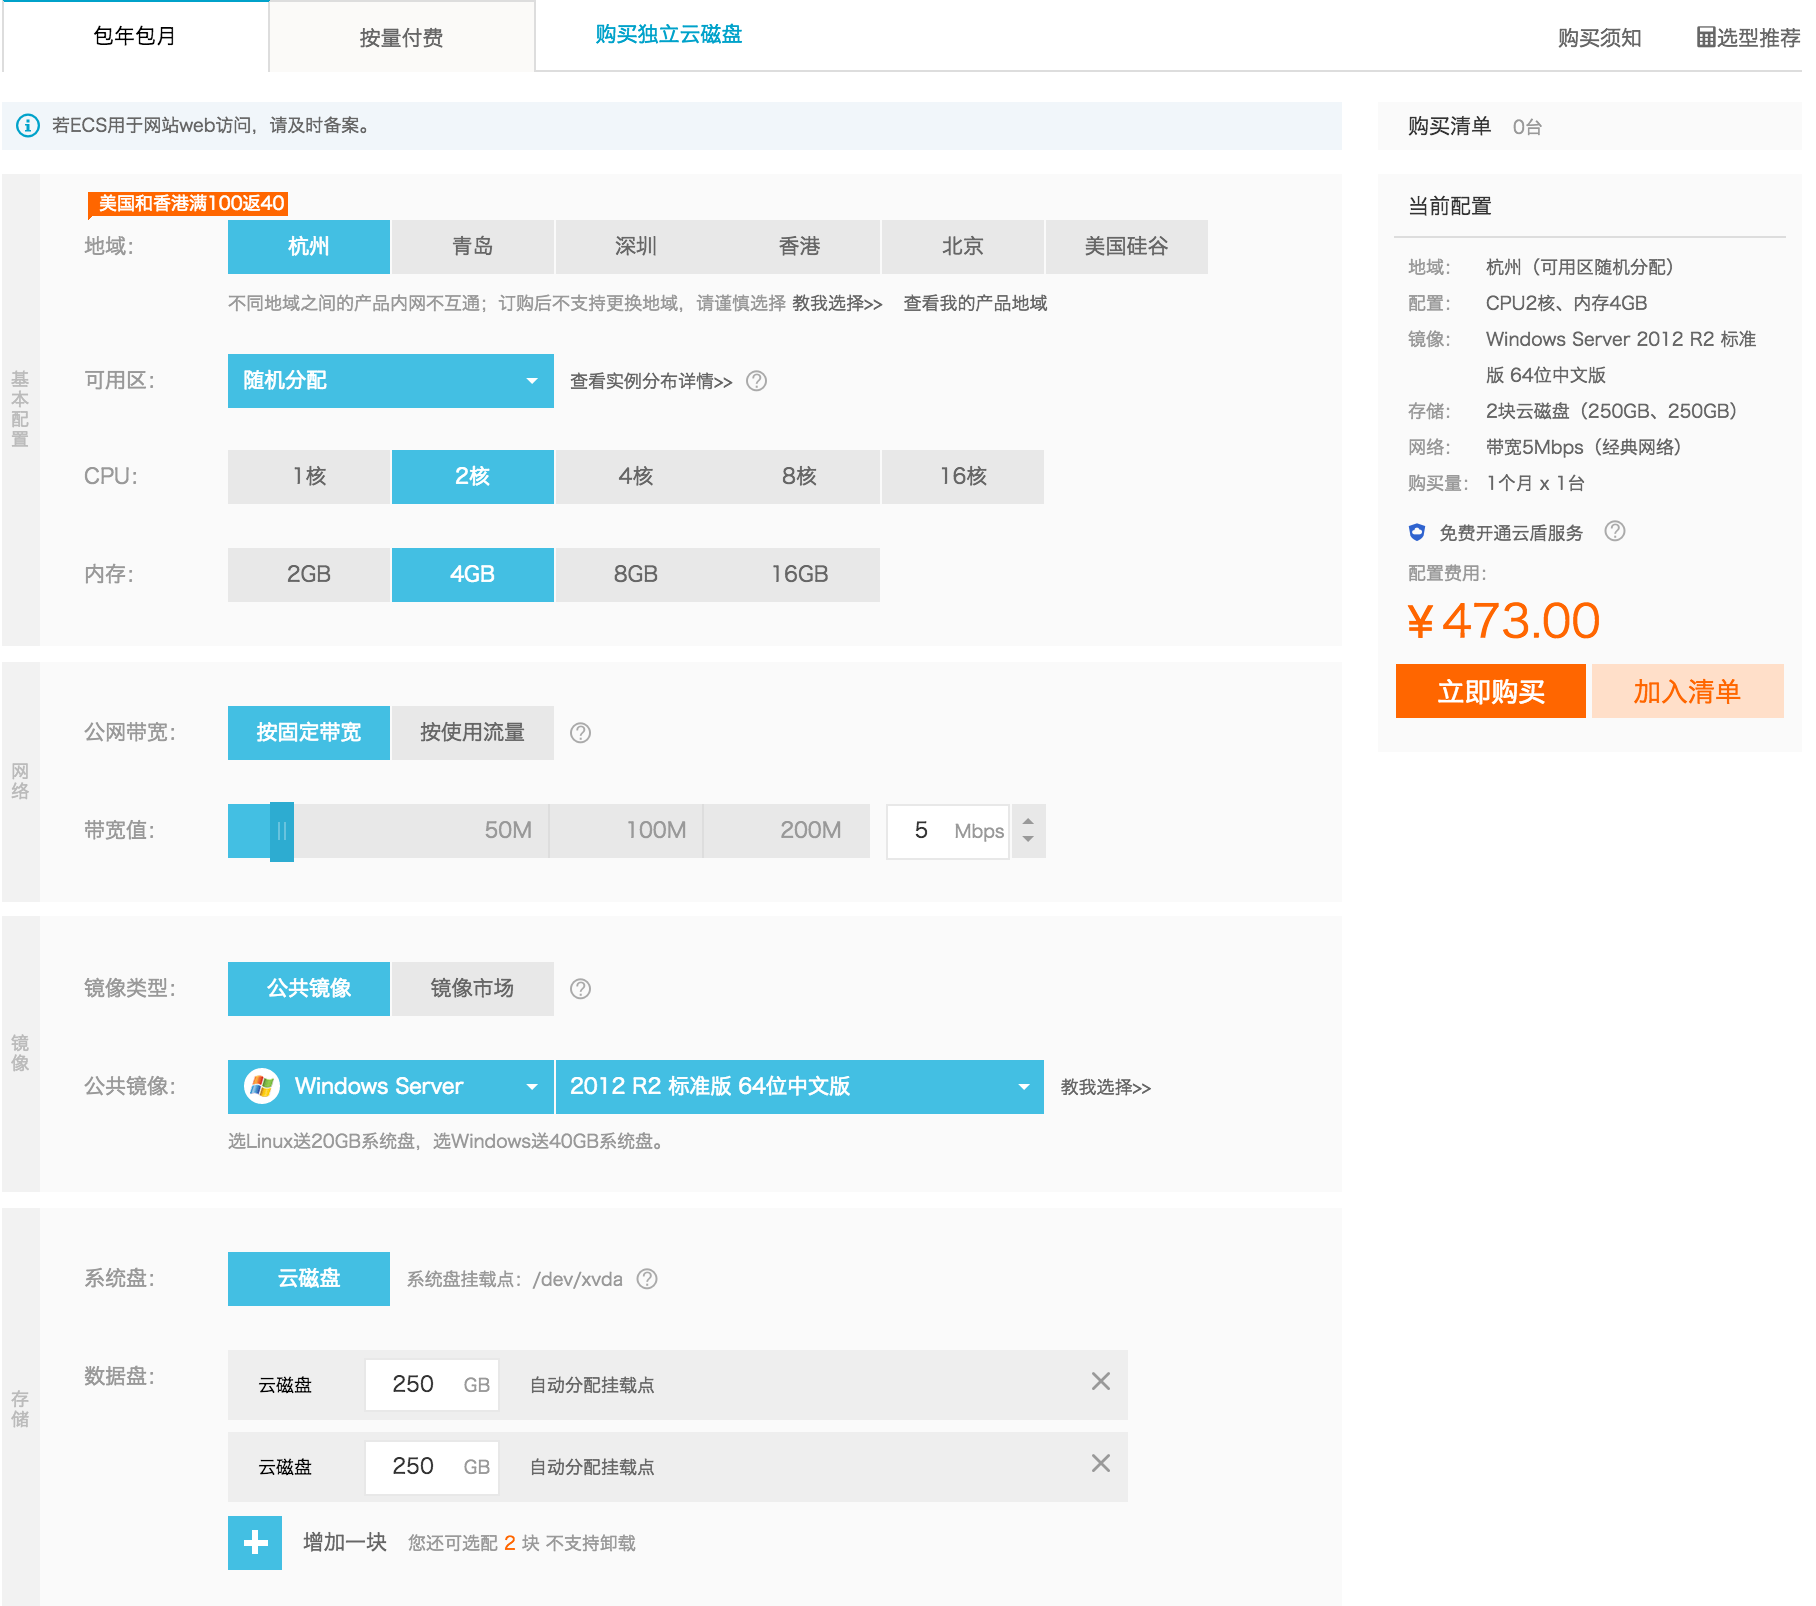 包年包月
按量付费
购买独立云磁盘
购买须知
选型推荐
若ECS用于网站web访问，请及时备案。
购买清单 0台
基本配置
美国和香港满100返40
地域：
杭州 青岛 深圳 香港 北京 美国硅谷
不同地域之间的产品内网不互通；订购后不支持更换地域，请谨慎选择 教我选择>> 查看我的产品地域
可用区： 随机分配 查看实例分布详情>>
CPU： 1核 2核 4核 8核 16核
内存： 2GB 4GB 8GB 16GB
网络
公网带宽： 按固定带宽 按使用流量
带宽值： 50M 100M 200M 5 Mbps
镜像
镜像类型： 公共镜像 镜像市场
公共镜像： Windows Server 2012 R2 标准版 64位中文版 教我选择>>
选Linux送20GB系统盘，选Windows送40GB系统盘。
存储
系统盘： 云磁盘 系统盘挂载点：/dev/xvda
数据盘： 云磁盘 250 GB 自动分配挂载点
云磁盘 250 GB 自动分配挂载点
增加一块 您还可选配 2 块 不支持卸载
当前配置
地域： 杭州（可用区随机分配）
配置： CPU2核、内存4GB
镜像： Windows Server 2012 R2 标准
版 64位中文版
存储： 2块云磁盘（250GB、250GB）
网络： 带宽5Mbps（经典网络）
购买量： 1个月 x 1台
免费开通云盾服务
配置费用：
¥473.00
立即购买 加入清单